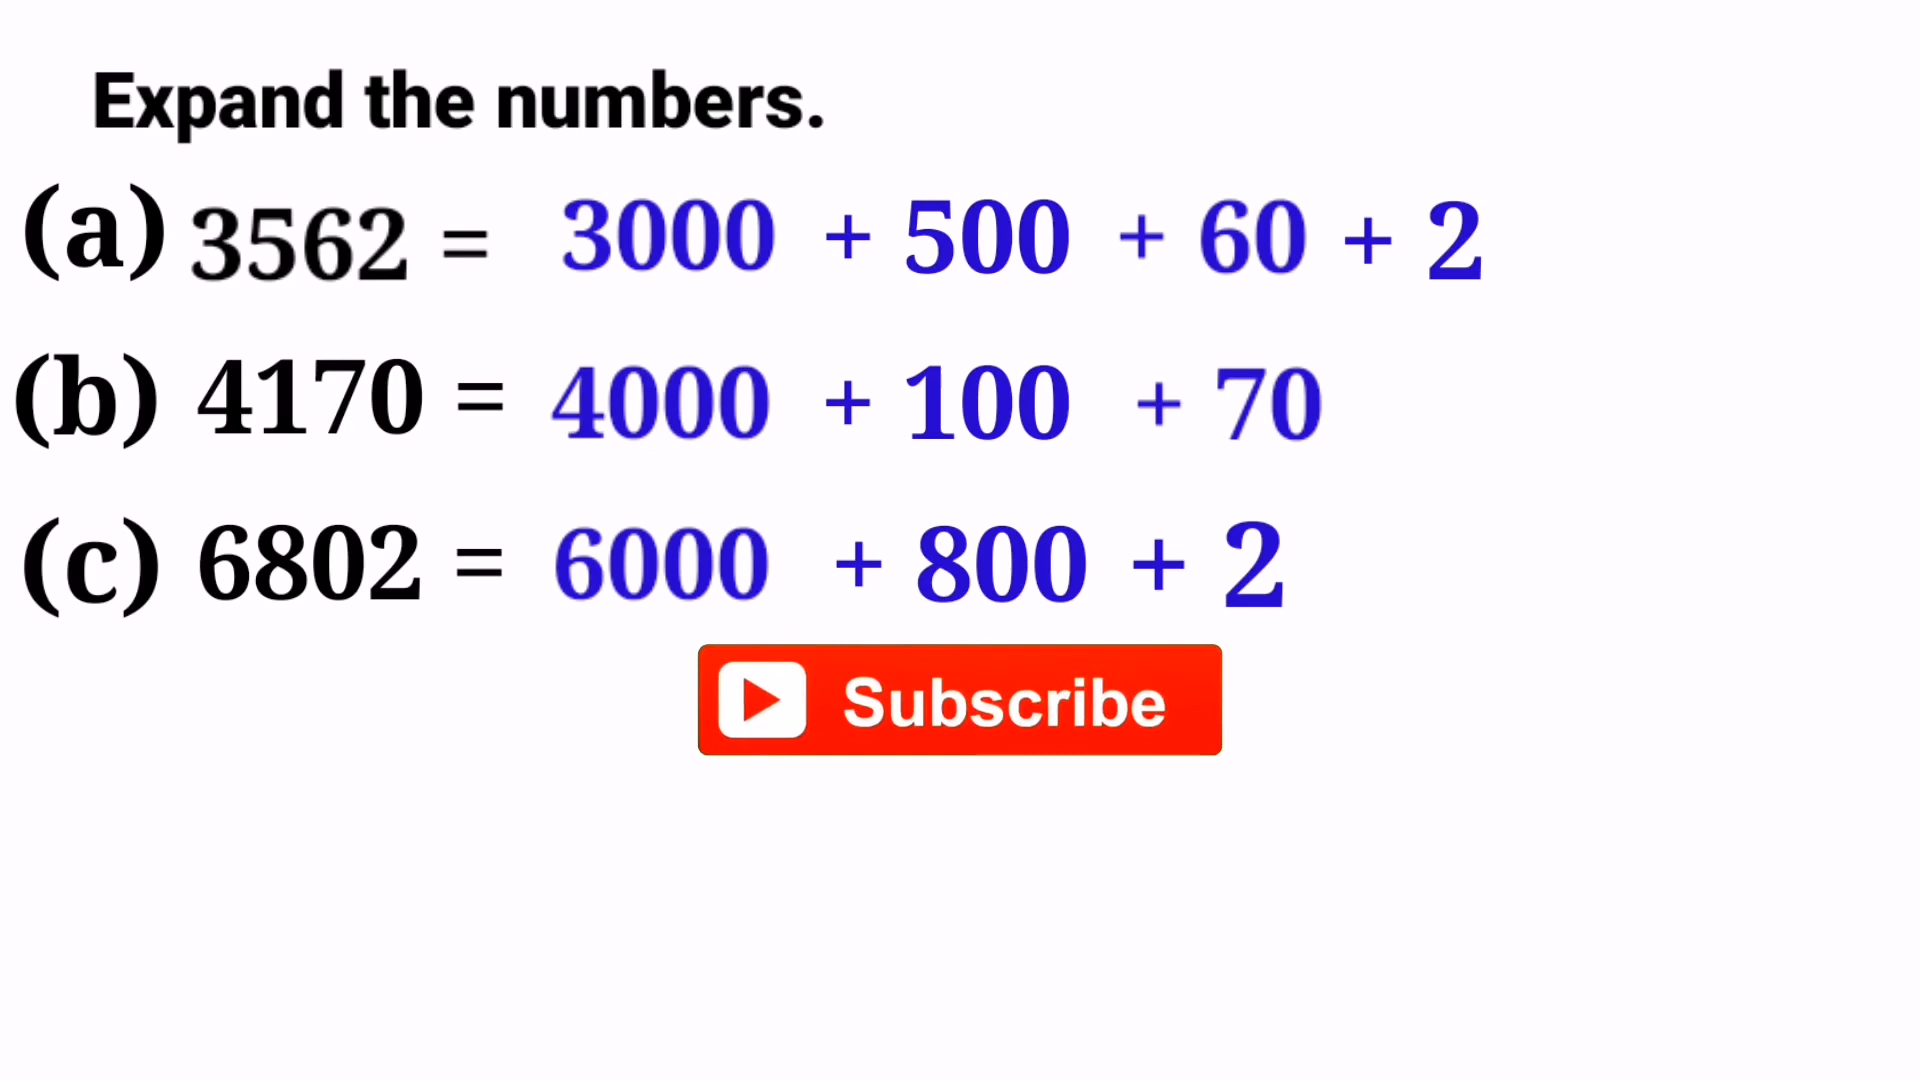 Expand the numbers.
(a) 3562 = 3000 + 500 + 60 + 2
(b) 4170 = 4000 + 100 + 70
(c) 6802 = 6000 + 800 + 2
Subscribe